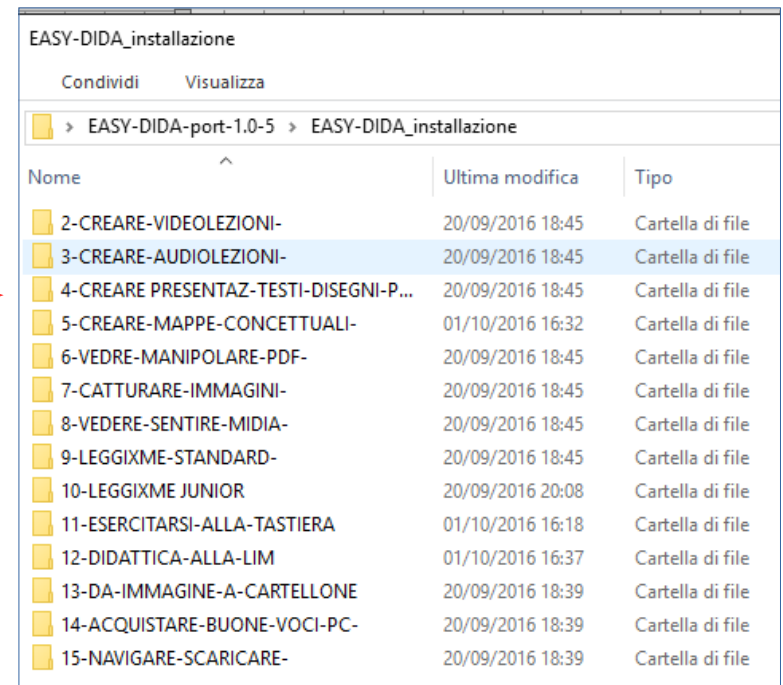 EASY-DIDA_installazione
Condividi Visualizza
> EASY-DIDA-port-1.0-5 > EASY-DIDA_installazione
Nome Ultima modifica Tipo
2-CREARE-VIDEOLEZIONI- 20/09/2016 18:45 Cartella di file
3-CREARE-AUDIOLEZIONI- 20/09/2016 18:45 Cartella di file
4-CREARE PRESENTAZ-TESTI-DISEGNI-P... 20/09/2016 18:45 Cartella di file
5-CREARE-MAPPE-CONCETTUALI- 01/10/2016 16:32 Cartella di file
6-VEDRE-MANIPOLARE-PDF- 20/09/2016 18:45 Cartella di file
7-CATTURARE-IMMAGINI- 20/09/2016 18:45 Cartella di file
8-VEDERE-SENTIRE-MIDIA- 20/09/2016 18:45 Cartella di file
9-LEGGIXME-STANDARD- 20/09/2016 18:45 Cartella di file
10-LEGGIXME JUNIOR 20/09/2016 20:08 Cartella di file
11-ESERCITARSI-ALLA-TASTIERA 01/10/2016 16:18 Cartella di file
12-DIDATTICA-ALLA-LIM 01/10/2016 16:37 Cartella di file
13-DA-IMMAGINE-A-CARTELLONE 20/09/2016 18:39 Cartella di file
14-ACQUISTARE-BUONE-VOCI-PC- 20/09/2016 18:39 Cartella di file
15-NAVIGARE-SCARICARE- 20/09/2016 18:39 Cartella di file